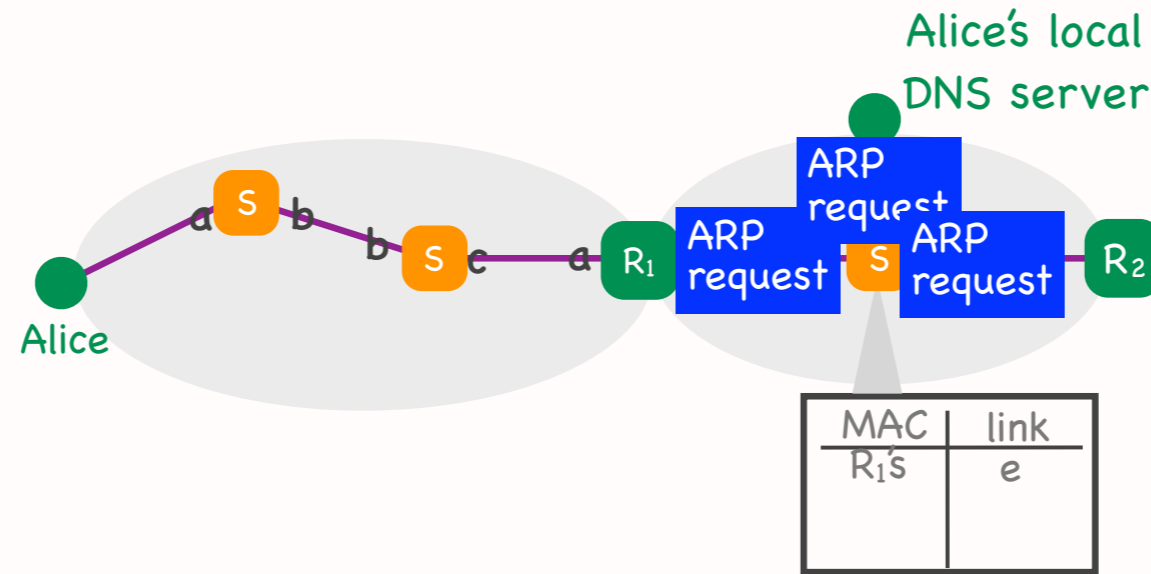 Alice's local
DNS server
ARP
request
S
a
b
b
S
c
a
R₁
ARP
request
S
ARP
request
R₂
Alice
MAC link
R₁'s e